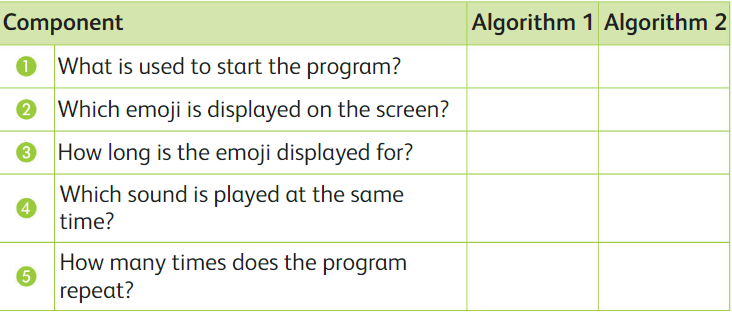 Component Algorithm 1 Algorithm 2
1 What is used to start the program?
2 Which emoji is displayed on the screen?
3 How long is the emoji displayed for?
4 Which sound is played at the same
time?
5 How many times does the program
repeat?